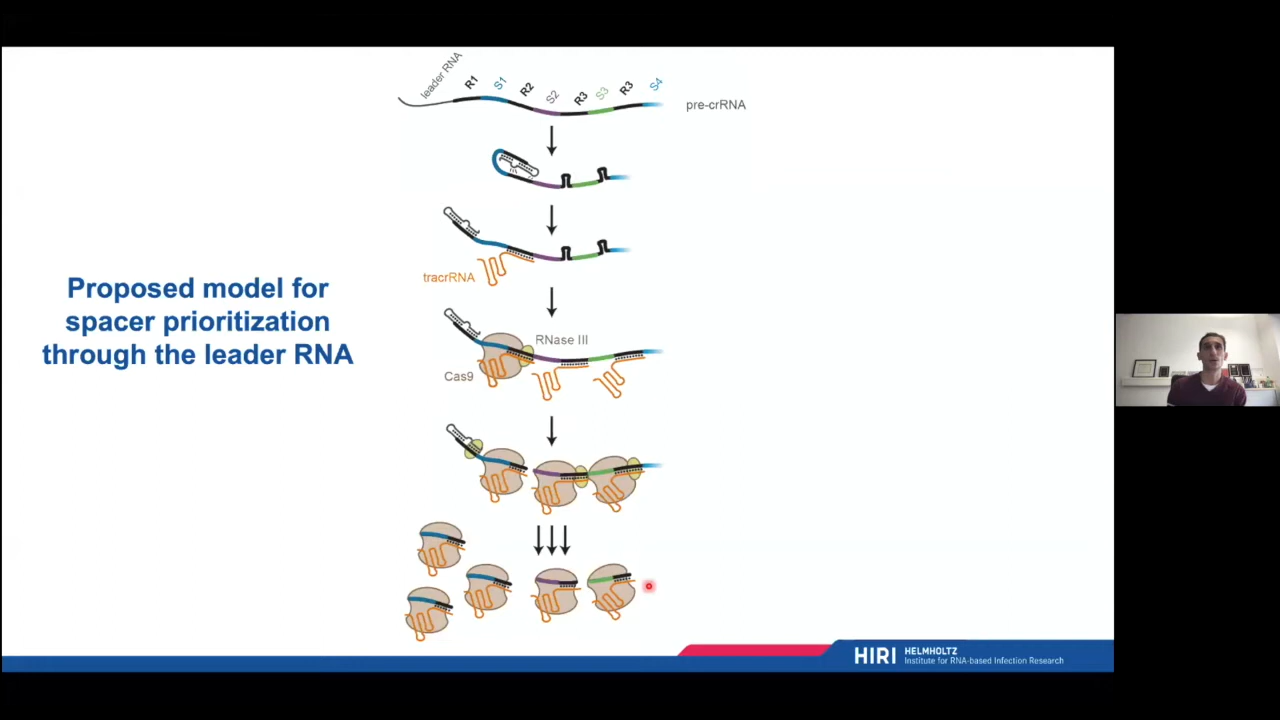 leader RNA R1 S1 R2 S2 R3 S3 R3 S4
pre-crRNA
Proposed model for
spacer prioritization
through the leader RNA
tracrRNA
RNase III
Cas9
HIRI HELMHOLTZ
Institute for RNA-based Infection Research